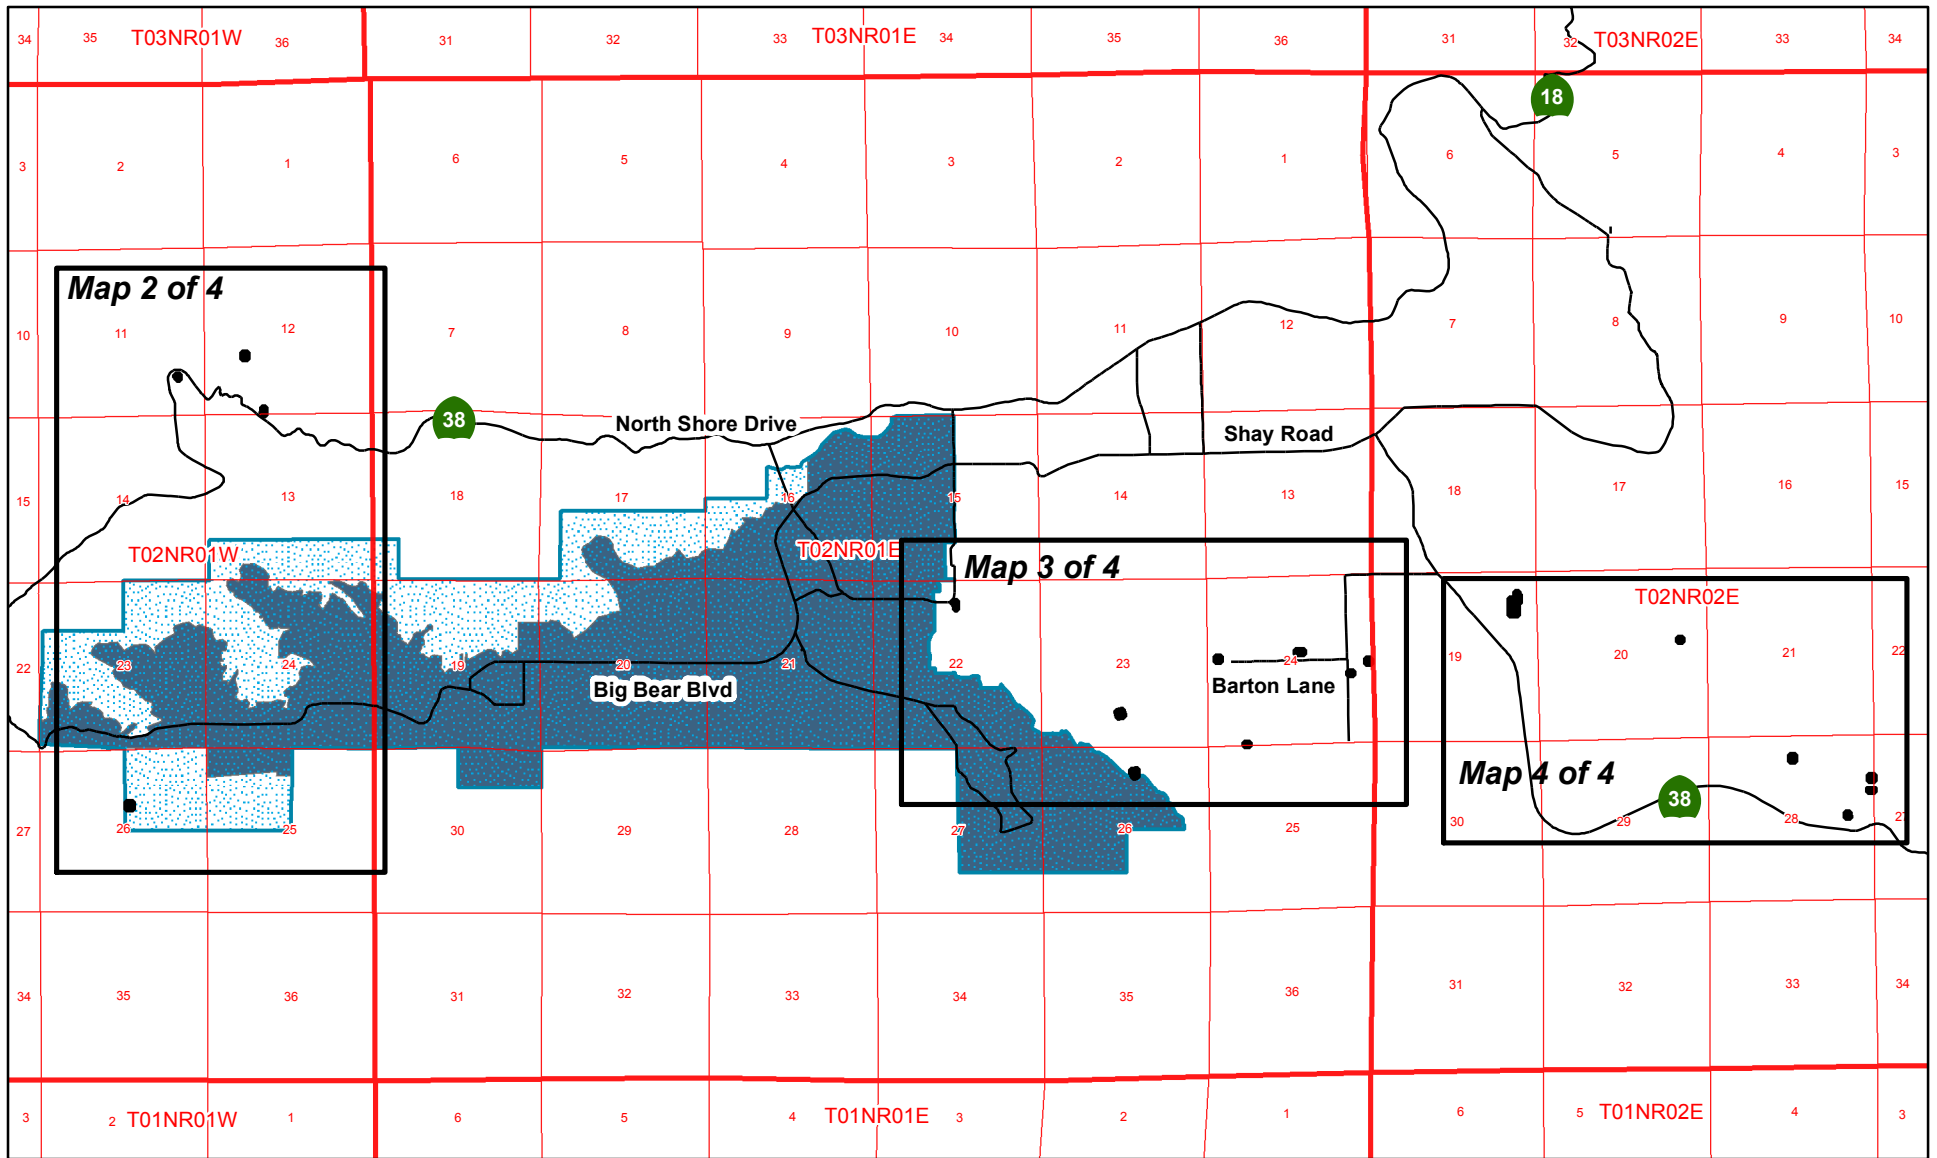 34 35 T03NR01W 36 31 32 33 T03NR01E 34 35 36 31 32 T03NR02E 33 34
18
3 2 1 6 5 4 3 2 1 6 5 4 3
Map 2 of 4
10 11 12 7 8 9 10 11 12 7 8 9 10
38 North Shore Drive Shay Road
15 14 13 18 17 16 15 14 13 18 17 16 15
T02NR01W T02NR01E
Map 3 of 4
T02NR02E
22 23 24 19 20 21 22 23 24 19 20 21 22
Big Bear Blvd Barton Lane
Map 4 of 4
38
27 26 25 30 29 28 27 26 25 30 29 28 27
34 35 36 31 32 33 34 35 36 31 32 33 34
3 2 T01NR01W 1 6 5 4 T01NR01E 3 2 1 6 5 T01NR02E 4 3